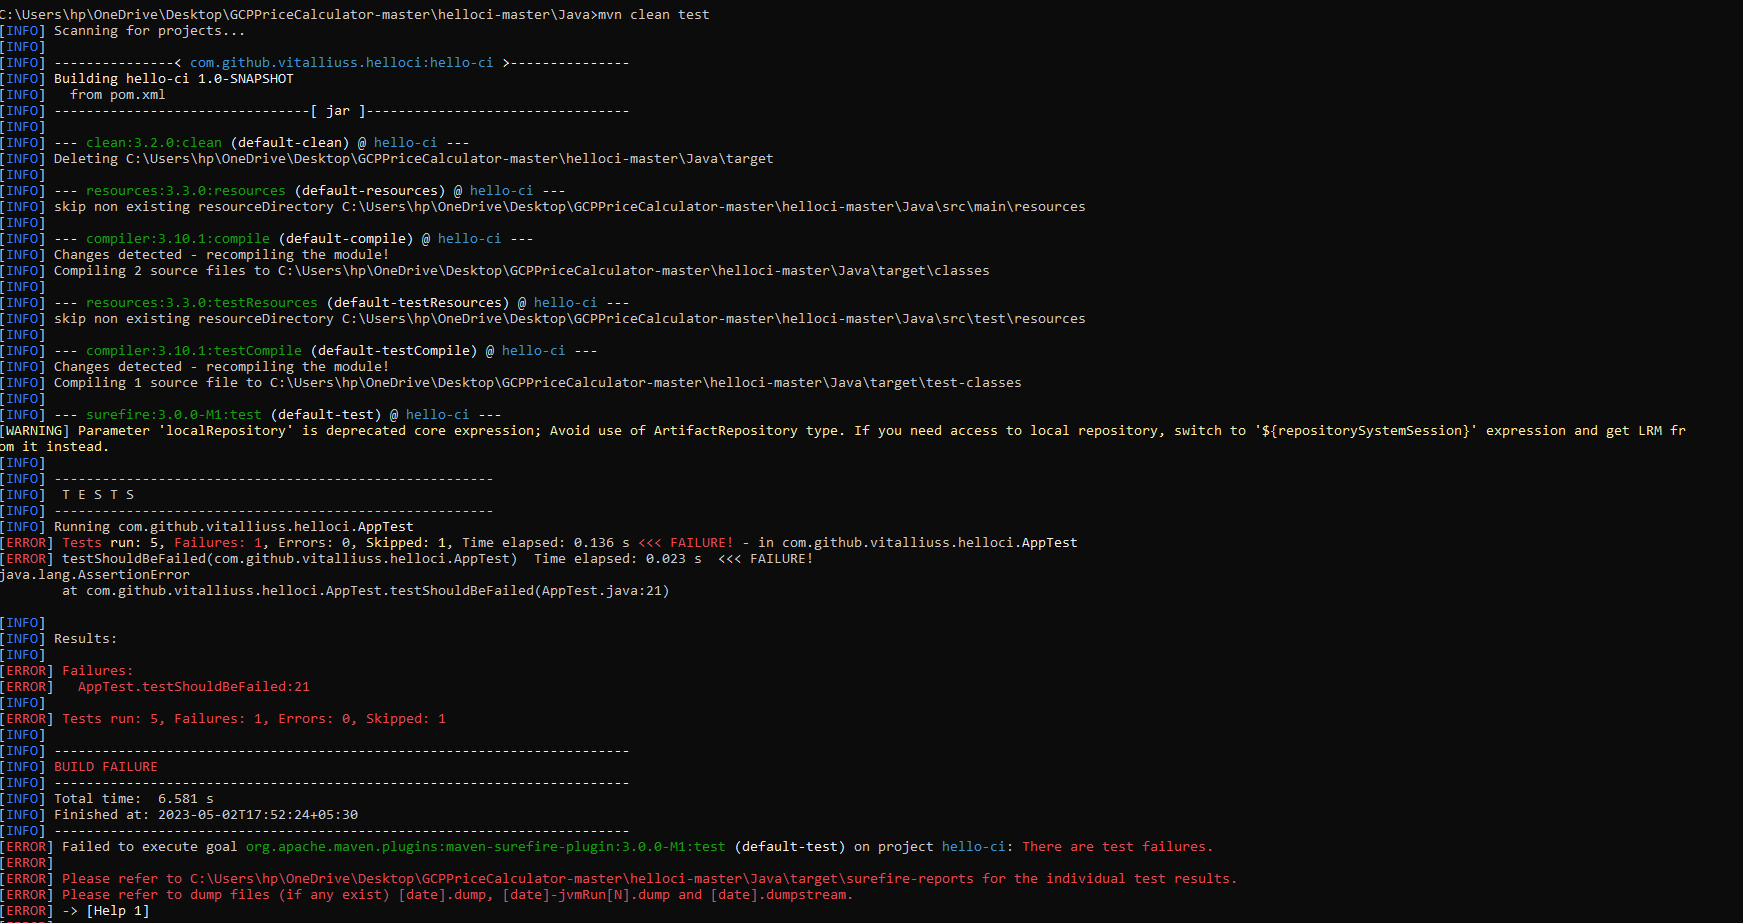 C:\Users\hp\OneDrive\Desktop\GCPPriceCalculator-master\helloci-master\Java>mvn clean test
[INFO] Scanning for projects...
[INFO]
[INFO] ---------------< com.github.vitalliuss.helloci:hello-ci >---------------
[INFO] Building hello-ci 1.0-SNAPSHOT
[INFO]   from pom.xml
[INFO] --------------------------------[ jar ]---------------------------------
[INFO]
[INFO] --- clean:3.2.0:clean (default-clean) @ hello-ci ---
[INFO] Deleting C:\Users\hp\OneDrive\Desktop\GCPPriceCalculator-master\helloci-master\Java\target
[INFO]
[INFO] --- resources:3.3.0:resources (default-resources) @ hello-ci ---
[INFO] skip non existing resourceDirectory C:\Users\hp\OneDrive\Desktop\GCPPriceCalculator-master\helloci-master\Java\src\main\resources
[INFO]
[INFO] --- compiler:3.10.1:compile (default-compile) @ hello-ci ---
[INFO] Changes detected - recompiling the module!
[INFO] Compiling 2 source files to C:\Users\hp\OneDrive\Desktop\GCPPriceCalculator-master\helloci-master\Java\target\classes
[INFO]
[INFO] --- resources:3.3.0:testResources (default-testResources) @ hello-ci ---
[INFO] skip non existing resourceDirectory C:\Users\hp\OneDrive\Desktop\GCPPriceCalculator-master\helloci-master\Java\src\test\resources
[INFO]
[INFO] --- compiler:3.10.1:testCompile (default-testCompile) @ hello-ci ---
[INFO] Changes detected - recompiling the module!
[INFO] Compiling 1 source file to C:\Users\hp\OneDrive\Desktop\GCPPriceCalculator-master\helloci-master\Java\target\test-classes
[INFO]
[INFO] --- surefire:3.0.0-M1:test (default-test) @ hello-ci ---
[WARNING] Parameter 'localRepository' is deprecated core expression; Avoid use of ArtifactRepository type. If you need access to local repository, switch to '${repositorySystemSession}' expression and get LRM fr
om it instead.
[INFO]
[INFO] -------------------------------------------------------
[INFO]  T E S T S
[INFO] -------------------------------------------------------
[INFO] Running com.github.vitalliuss.helloci.AppTest
[ERROR] Tests run: 5, Failures: 1, Errors: 0, Skipped: 1, Time elapsed: 0.136 s <<< FAILURE! - in com.github.vitalliuss.helloci.AppTest
[ERROR] testShouldBeFailed(com.github.vitalliuss.helloci.AppTest)  Time elapsed: 0.023 s  <<< FAILURE!
java.lang.AssertionError
        at com.github.vitalliuss.helloci.AppTest.testShouldBeFailed(AppTest.java:21)
[INFO]
[INFO] Results:
[INFO]
[ERROR] Failures:
[ERROR]   AppTest.testShouldBeFailed:21
[INFO]
[ERROR] Tests run: 5, Failures: 1, Errors: 0, Skipped: 1
[INFO]
[INFO] ------------------------------------------------------------------------
[INFO] BUILD FAILURE
[INFO] ------------------------------------------------------------------------
[INFO] Total time:  6.581 s
[INFO] Finished at: 2023-05-02T17:52:24+05:30
[INFO] ------------------------------------------------------------------------
[ERROR] Failed to execute goal org.apache.maven.plugins:maven-surefire-plugin:3.0.0-M1:test (default-test) on project hello-ci: There are test failures.
[ERROR]
[ERROR] Please refer to C:\Users\hp\OneDrive\Desktop\GCPPriceCalculator-master\helloci-master\Java\target\surefire-reports for the individual test results.
[ERROR] Please refer to dump files (if any exist) [date].dump, [date]-jvmRun[N].dump and [date].dumpstream.
[ERROR] -> [Help 1]